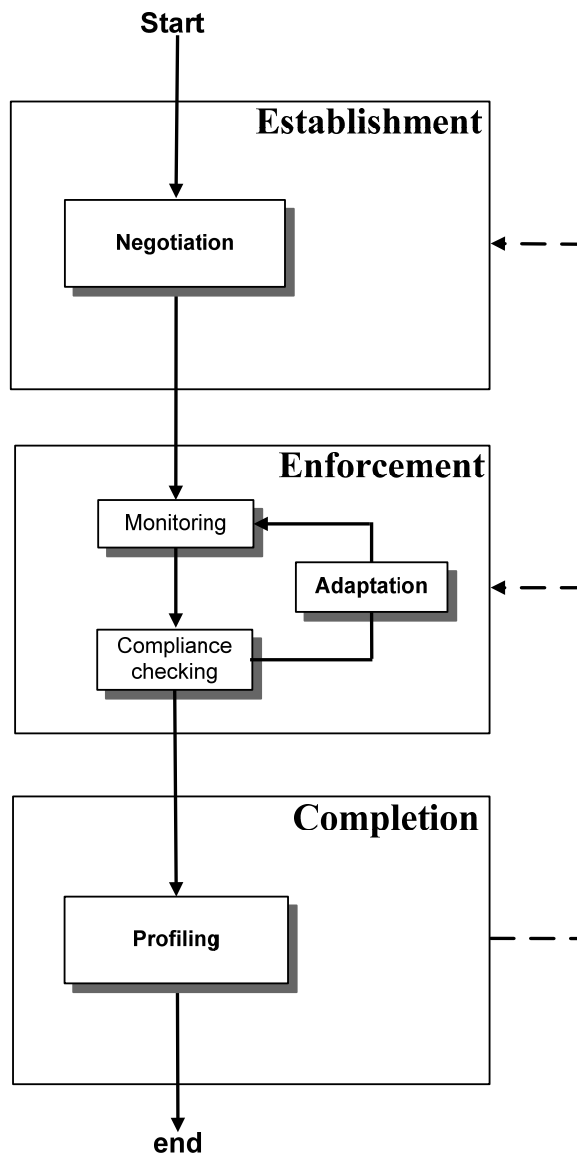 Start
Establishment
Negotiation
Enforcement
Monitoring
Adaptation
Compliance
checking
Completion
Profiling
end